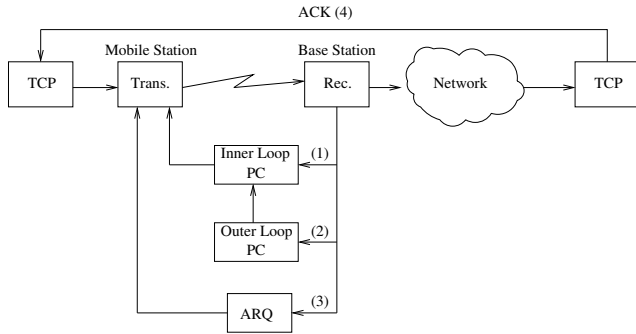 ACK (4)
Mobile Station
Base Station
TCP
Trans.
Rec.
Network
TCP
Inner Loop
PC
(1)
Outer Loop
PC
(2)
ARQ
(3)